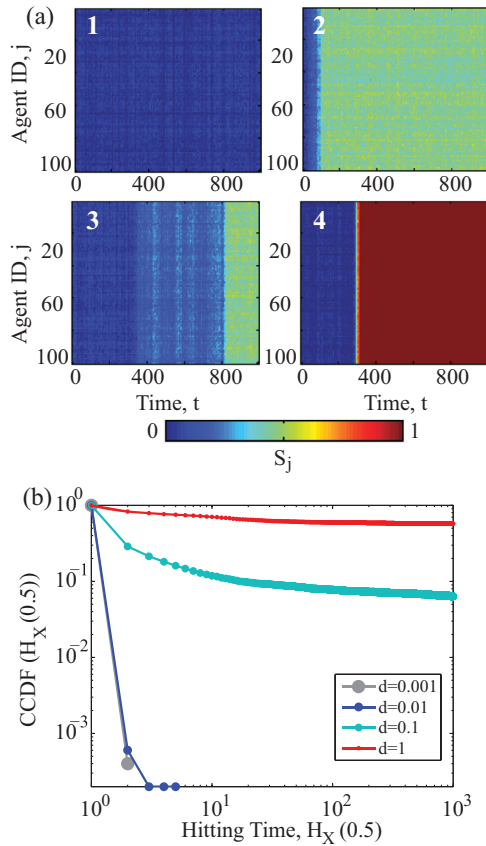 (a)
1
2
Agent ID, j
20
60
100
0 400 800
20
60
100
0 400 800
3
4
Agent ID, j
20
60
100
0 400 800
20
60
100
0 400 800
Time, t
Time, t
0
1
S_j
(b)
CCDF (H_X (0.5))
10^0
10^-1
10^-2
10^-3
d=0.001
d=0.01
d=0.1
d=1
10^0 10^1 10^2 10^3
Hitting Time, H_X (0.5)